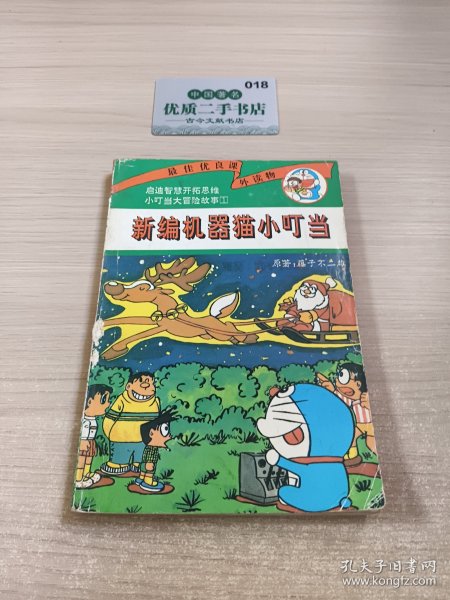 中国著名
018
优质二手书店
——古今文献书店——
最佳优良课外读物
启迪智慧开拓思维
小叮当大冒险故事1
新编机器猫小叮当
原著:藤子不二雄
孔夫子旧书网
www.kongfz.com